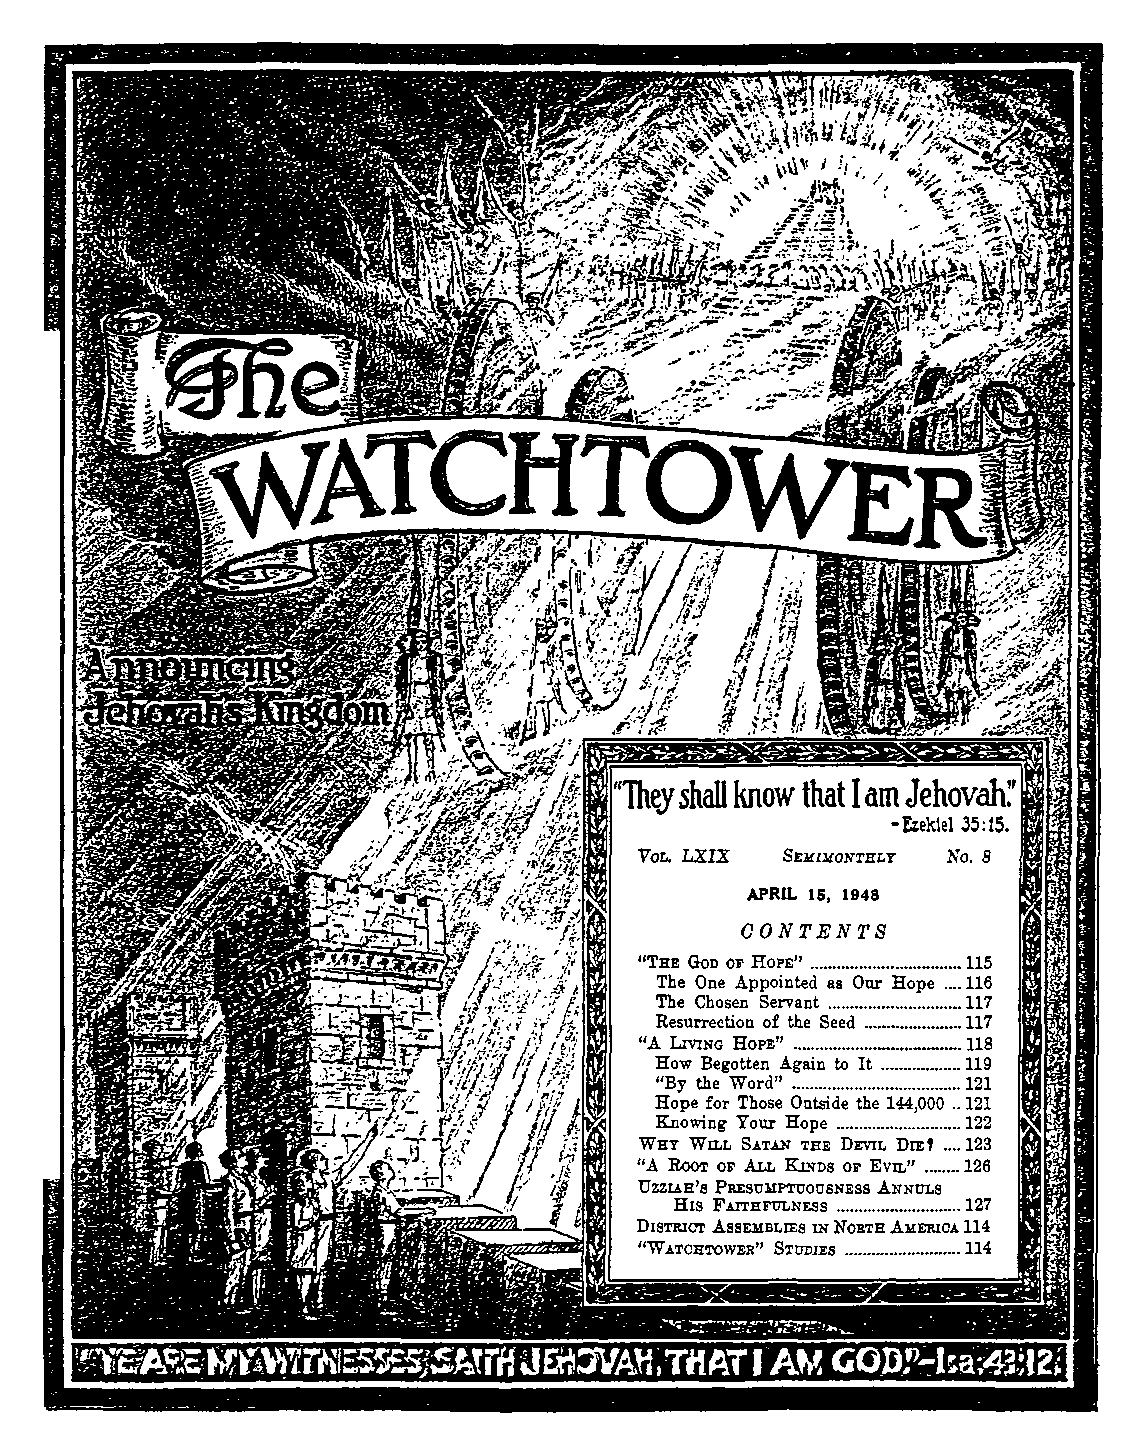 The
WATCHTOWER
Announcing
Jehovah's Kingdom
"They shall know that I am Jehovah."
-Ezekiel 35:15.
VOL. LXIX SEMIMONTHLY No. 8
APRIL 15, 1948
CONTENTS
"THE GOD OF HOPE" ........ 115
The One Appointed as Our Hope .... 116
The Chosen Servant ........ 117
Resurrection of the Seed ........ 117
"A LIVING HOPE" ........ 118
How Begotten Again to It ........ 119
"By the Word" ........ 121
Hope for Those Outside the 144,000 .. 121
Knowing Your Hope ........ 122
WHY WILL SATAN THE DEVIL DIE? .... 123
"A ROOT OF ALL KINDS OF EVIL" ........ 126
UZZIAH'S PRESUMPTUOUSNESS ANNULS
HIS FAITHFULNESS ........ 127
DISTRICT ASSEMBLIES IN NORTH AMERICA 114
"WATCHTOWER" STUDIES ........ 114
"YE ARE MY WITNESSES, SAITH JEHOVAH, THAT I AM GOD."-Isa. 43:12.